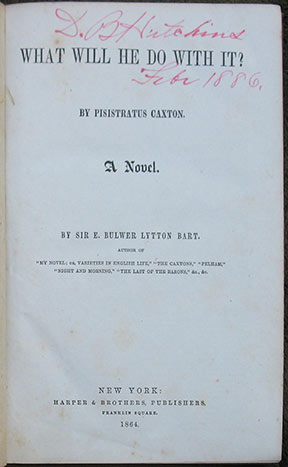 D. B. Hutchins
WHAT WILL HE DO WITH IT?
Febr 1886.
BY PISISTRATUS CAXTON.
A Novel.
BY SIR E. BULWER LYTTON BART.
AUTHOR OF
"MY NOVEL; OR, VARIETIES IN ENGLISH LIFE," "THE CAXTONS," "PELHAM,"
"NIGHT AND MORNING," "THE LAST OF THE BARONS," &c., &c.
NEW YORK:
HARPER & BROTHERS, PUBLISHERS,
FRANKLIN SQUARE.
1864.